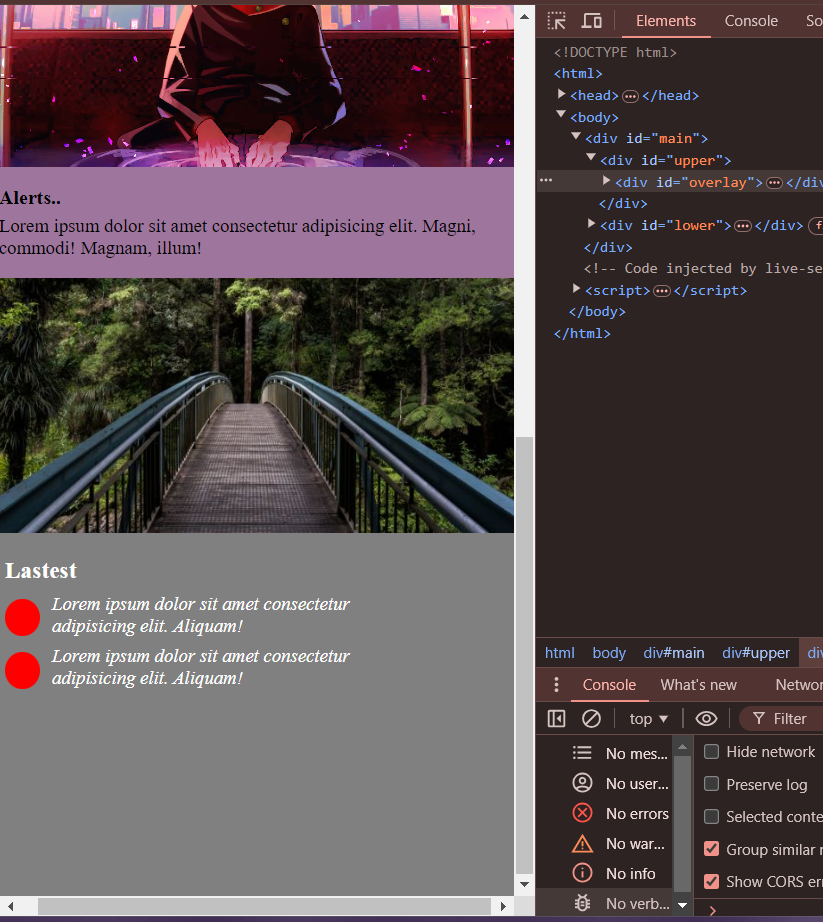 Elements Console So
<!DOCTYPE html>
<html>
<head> ••• </head>
<body>
<div id="main">
<div id="upper">
••• <div id="overlay"> ••• </div
</div>
<div id="lower"> ••• </div> f
</div>
<!-- Code injected by live-se
<script> ••• </script>
</body>
</html>
html body div#main div#upper div
Console What's new Networ
top Filter
No mes...
No user...
No errors
No war...
No info
No verb...
Hide network
Preserve log
Selected conte
Group similar
Show CORS er
Alerts..
Lorem ipsum dolor sit amet consectetur adipisicing elit. Magni,
commodi! Magnam, illum!
Lastest
Lorem ipsum dolor sit amet consectetur
adipisicing elit. Aliquam!
Lorem ipsum dolor sit amet consectetur
adipisicing elit. Aliquam!